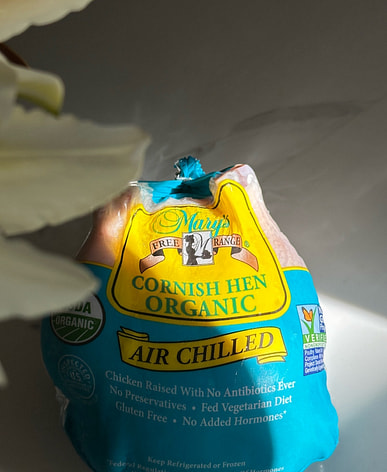 Mary's
FREE RANGE
CORNISH HEN
ORGANIC
AIR CHILLED
ORGANIC
Chicken Raised With No Antibiotics Ever
No Preservatives • Fed Vegetarian Diet
Gluten Free • No Added Hormones*
Keep Refrigerated or Frozen